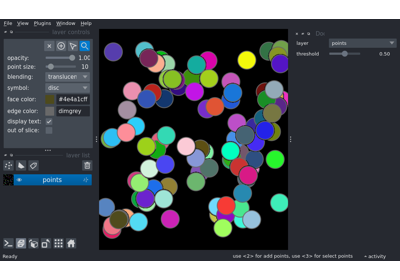 File View Plugins Window Help
layer controls
opacity: 1.00
point size: 10
blending: translucen
symbol: disc
face color: #4e4a1cff
edge color: dimgrey
display text: ✓
out of slice:
layer list
points
layer points
threshold 0.50
Ready
use <2> for add points, use <3> for select points
activity